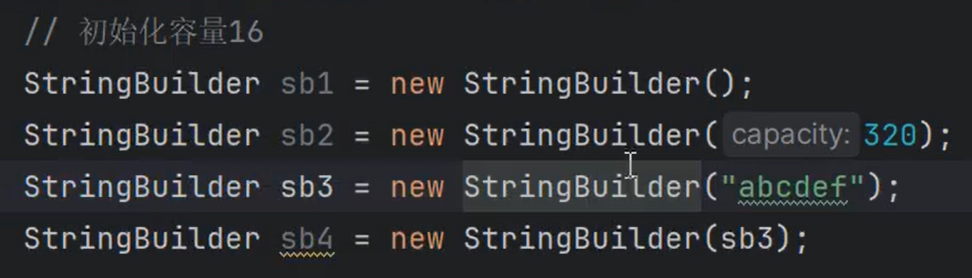 // 初始化容量16
StringBuilder sb1 = new StringBuilder();
StringBuilder sb2 = new StringBuilder( capacity: 320);
StringBuilder sb3 = new StringBuilder("abcdef");
StringBuilder sb4 = new StringBuilder(sb3);